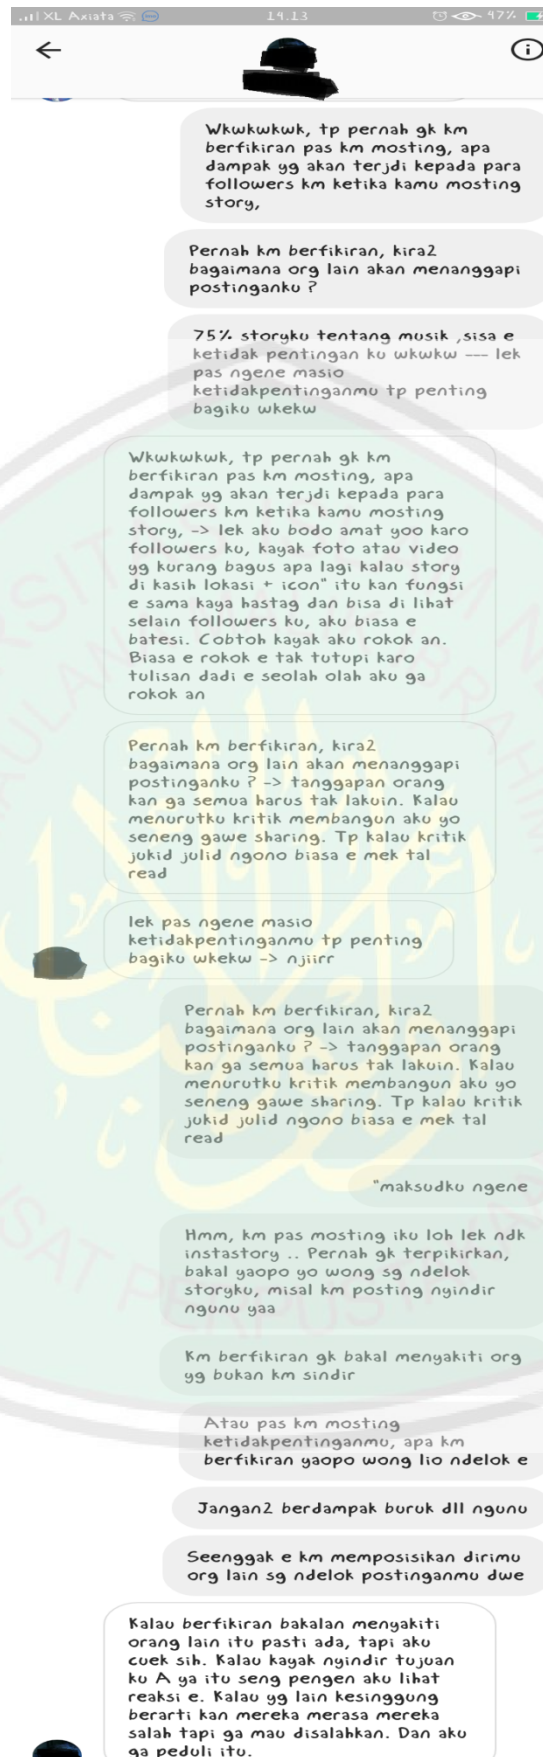 XL Axiata
14.13
97%
Wkwkwkwk, tp pernah gk km
berfikiran pas km mosting, apa
dampak yg akan terjdi kepada para
followers km ketika kamu mosting
story,
Pernah km berfikiran, kira2
bagaimana org lain akan menanggapi
postinganku ?
75% storyku tentang musik ,sisa e
ketidak pentingan ku wkwkw --- lek
pas ngene masio
ketidakpentinganmu tp penting
bagiku wkekw
Wkwkwkwk, tp pernah gk km
berfikiran pas km mosting, apa
dampak yg akan terjdi kepada para
followers km ketika kamu mosting
story, -> lek aku bodo amat yoo karo
followers ku, kayak foto atau video
yg kurang bagus apa lagi kalau story
di kasih lokasi + icon" itu kan fungsi
e sama kaya hastag dan bisa di lihat
selain followers ku, aku biasa e
batesi. Cobtoh kayak aku rokok an.
Biasa e rokok e tak tutupi karo
tulisan dadi e seolah olah aku ga
rokok an
Pernah km berfikiran, kira2
bagaimana org lain akan menanggapi
postinganku ? -> tanggapan orang
kan ga semua harus tak lakuin. Kalau
menurutku kritik membangun aku yo
seneng gawe sharing. Tp kalau kritik
jukid julid ngono biasa e mek tal
read
lek pas ngene masio
ketidakpentinganmu tp penting
bagiku wkekw -> njiirr
Pernah km berfikiran, kira2
bagaimana org lain akan menanggapi
postinganku ? -> tanggapan orang
kan ga semua harus tak lakuin. Kalau
menurutku kritik membangun aku yo
seneng gawe sharing. Tp kalau kritik
jukid julid ngono biasa e mek tal
read
"maksudku ngene
Hmm, km pas mosting iku loh lek ndk
instastory .. Pernah gk terpikirkan,
bakal yaopo yo wong sg ndelok
storyku, misal km posting nyindir
ngunu yaa
Km berfikiran gk bakal menyakiti org
yg bukan km sindir
Atau pas km mosting
ketidakpentinganmu, apa km
berfikiran yaopo wong lio ndelok e
Jangan2 berdampak buruk dll ngunu
Seenggak e km memposisikan dirimu
org lain sg ndelok postinganmu dwe
Kalau berfikiran bakalan menyakiti
orang lain itu pasti ada, tapi aku
cuek sih. Kalau kayak nyindir tujuan
ku A ya itu seng pengen aku lihat
reaksi e. Kalau yg lain kesinggung
berarti kan mereka merasa mereka
salah tapi ga mau disalahkan. Dan aku
ga peduli itu.